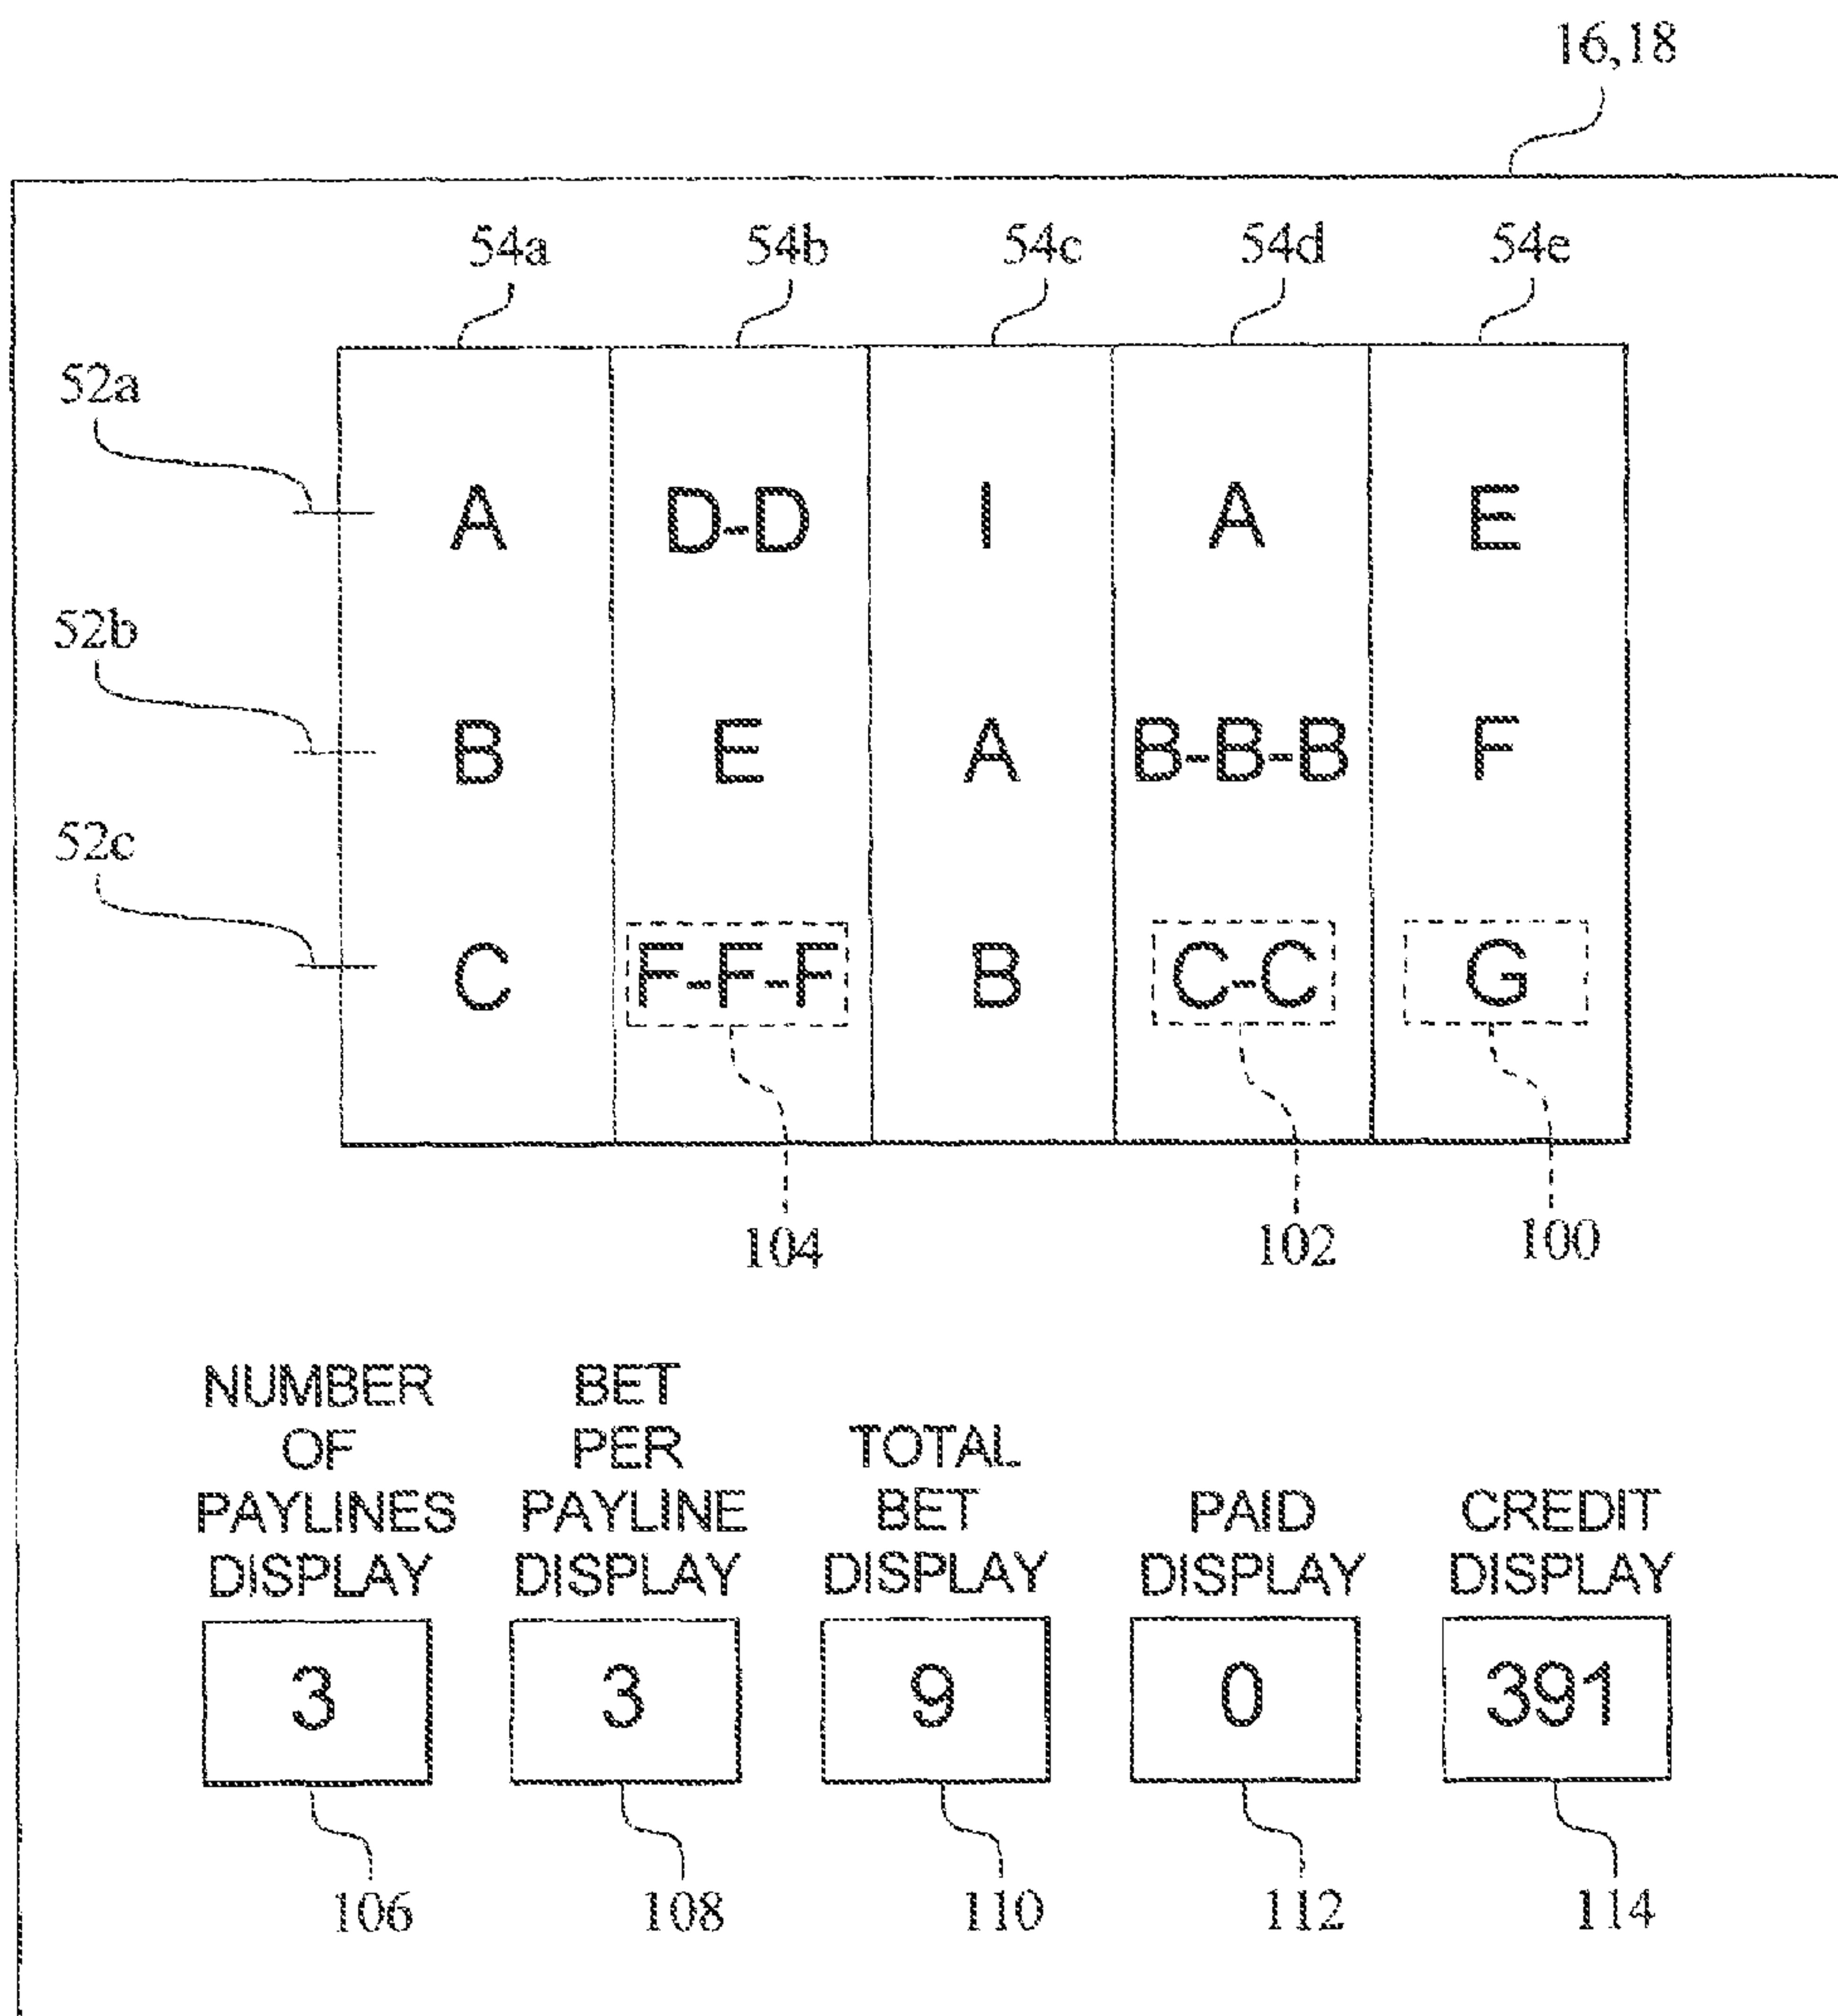 16,18
54a 54b 54c 54d 54e
52a
A D-D I A E
52b
B E A B-B-B F
52c
C F-F-F B C-C G
104 102 100
NUMBER
OF
PAYLINES
DISPLAY
BET
PER
PAYLINE
DISPLAY
TOTAL
BET
DISPLAY
PAID
DISPLAY
CREDIT
DISPLAY
3 3 9 0 391
106 108 110 112 114